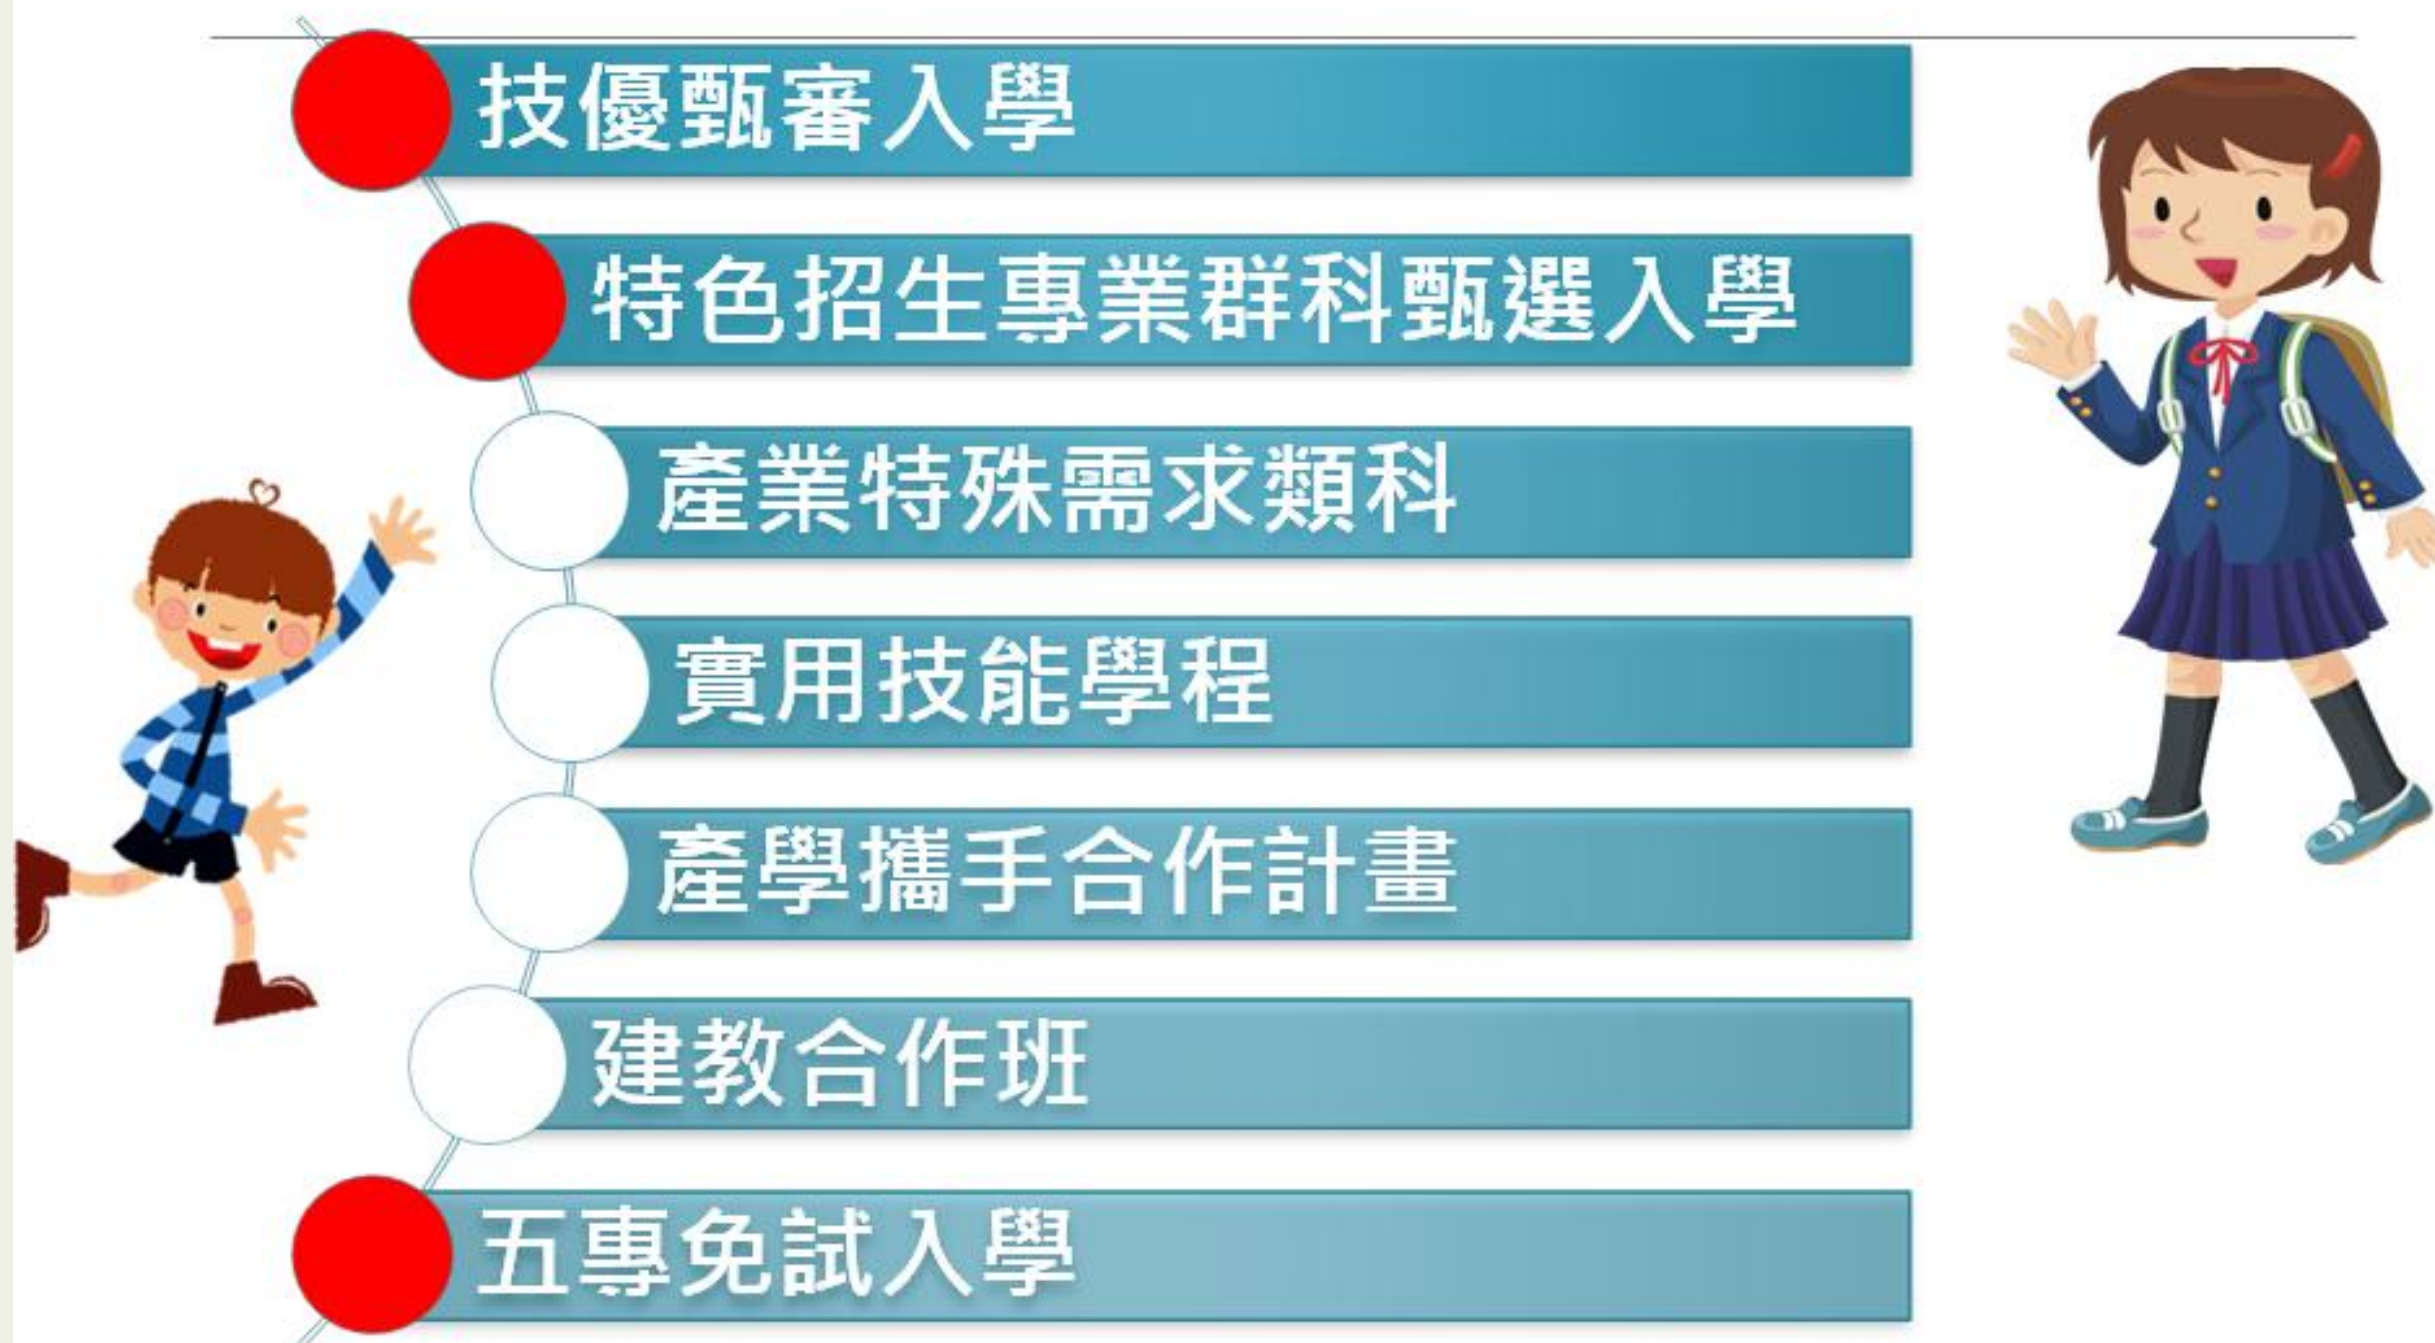 技優甄審入學
特色招生專業群科甄選入學
產業特殊需求類科
實用技能學程
產學攜手合作計畫
建教合作班
五專免試入學